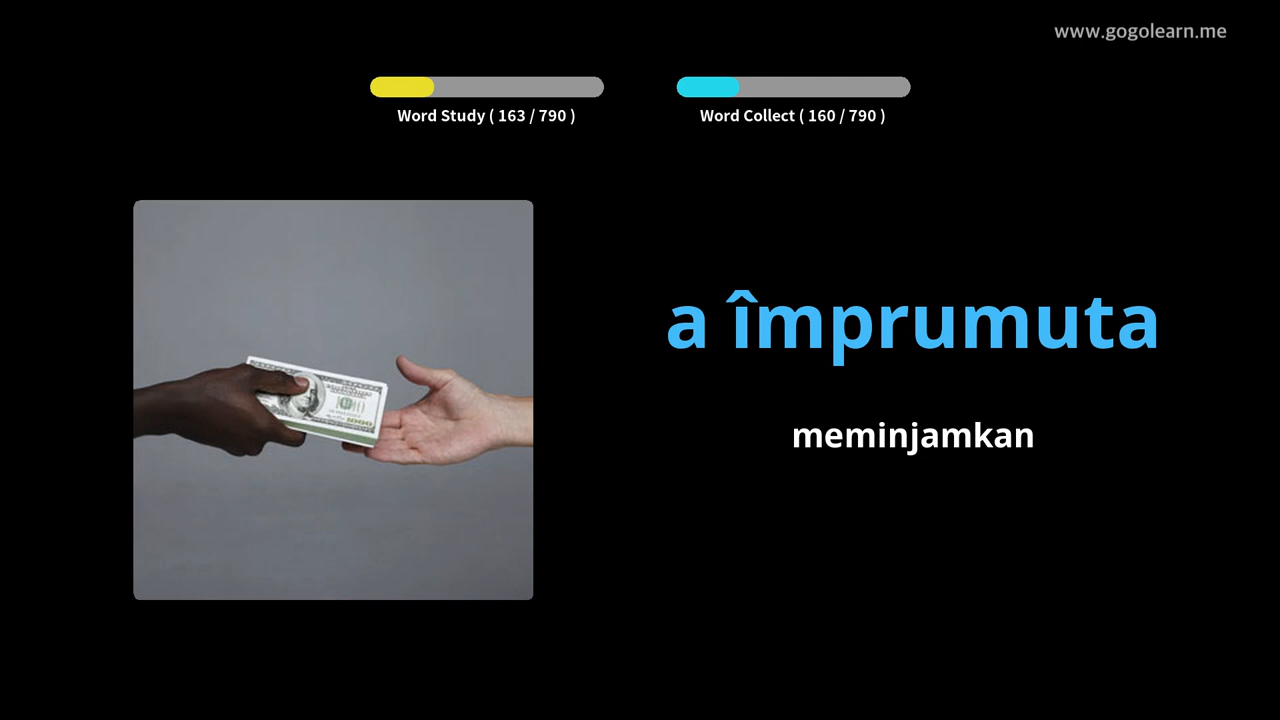 www.gogolearn.me
Word Study ( 163 / 790 )
Word Collect ( 160 / 790 )
a împrumuta
meminjamkan